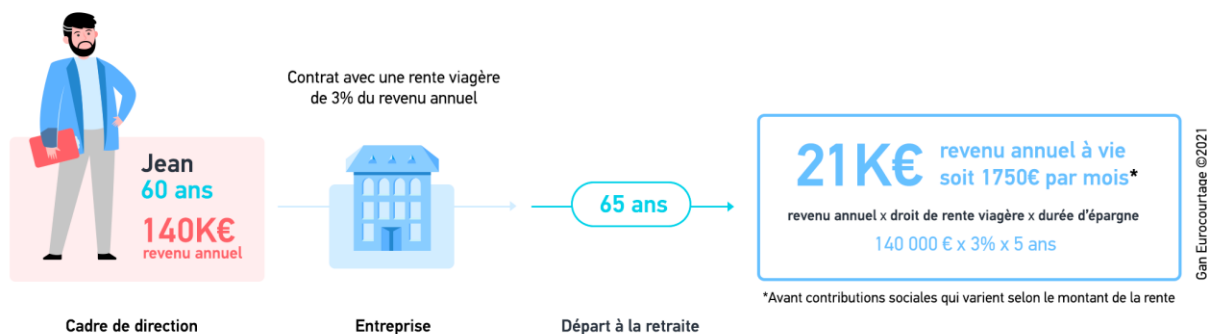 Jean
60 ans
140K€
revenu annuel
Cadre de direction
Contrat avec une rente viagère
de 3% du revenu annuel
Entreprise
65 ans
Départ à la retraite
21K€
revenu annuel à vie
soit 1750€ par mois*
revenu annuel x droit de rente viagère x durée d'épargne
140 000 € x 3% x 5 ans
*Avant contributions sociales qui varient selon le montant de la rente
Gan Eurocourtage ©2021